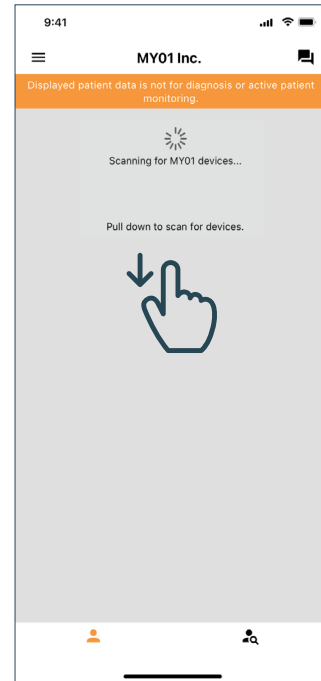 9:41
MY01 Inc.
Displayed patient data is not for diagnosis or active patient
monitoring.
Scanning for MY01 devices...
Pull down to scan for devices.